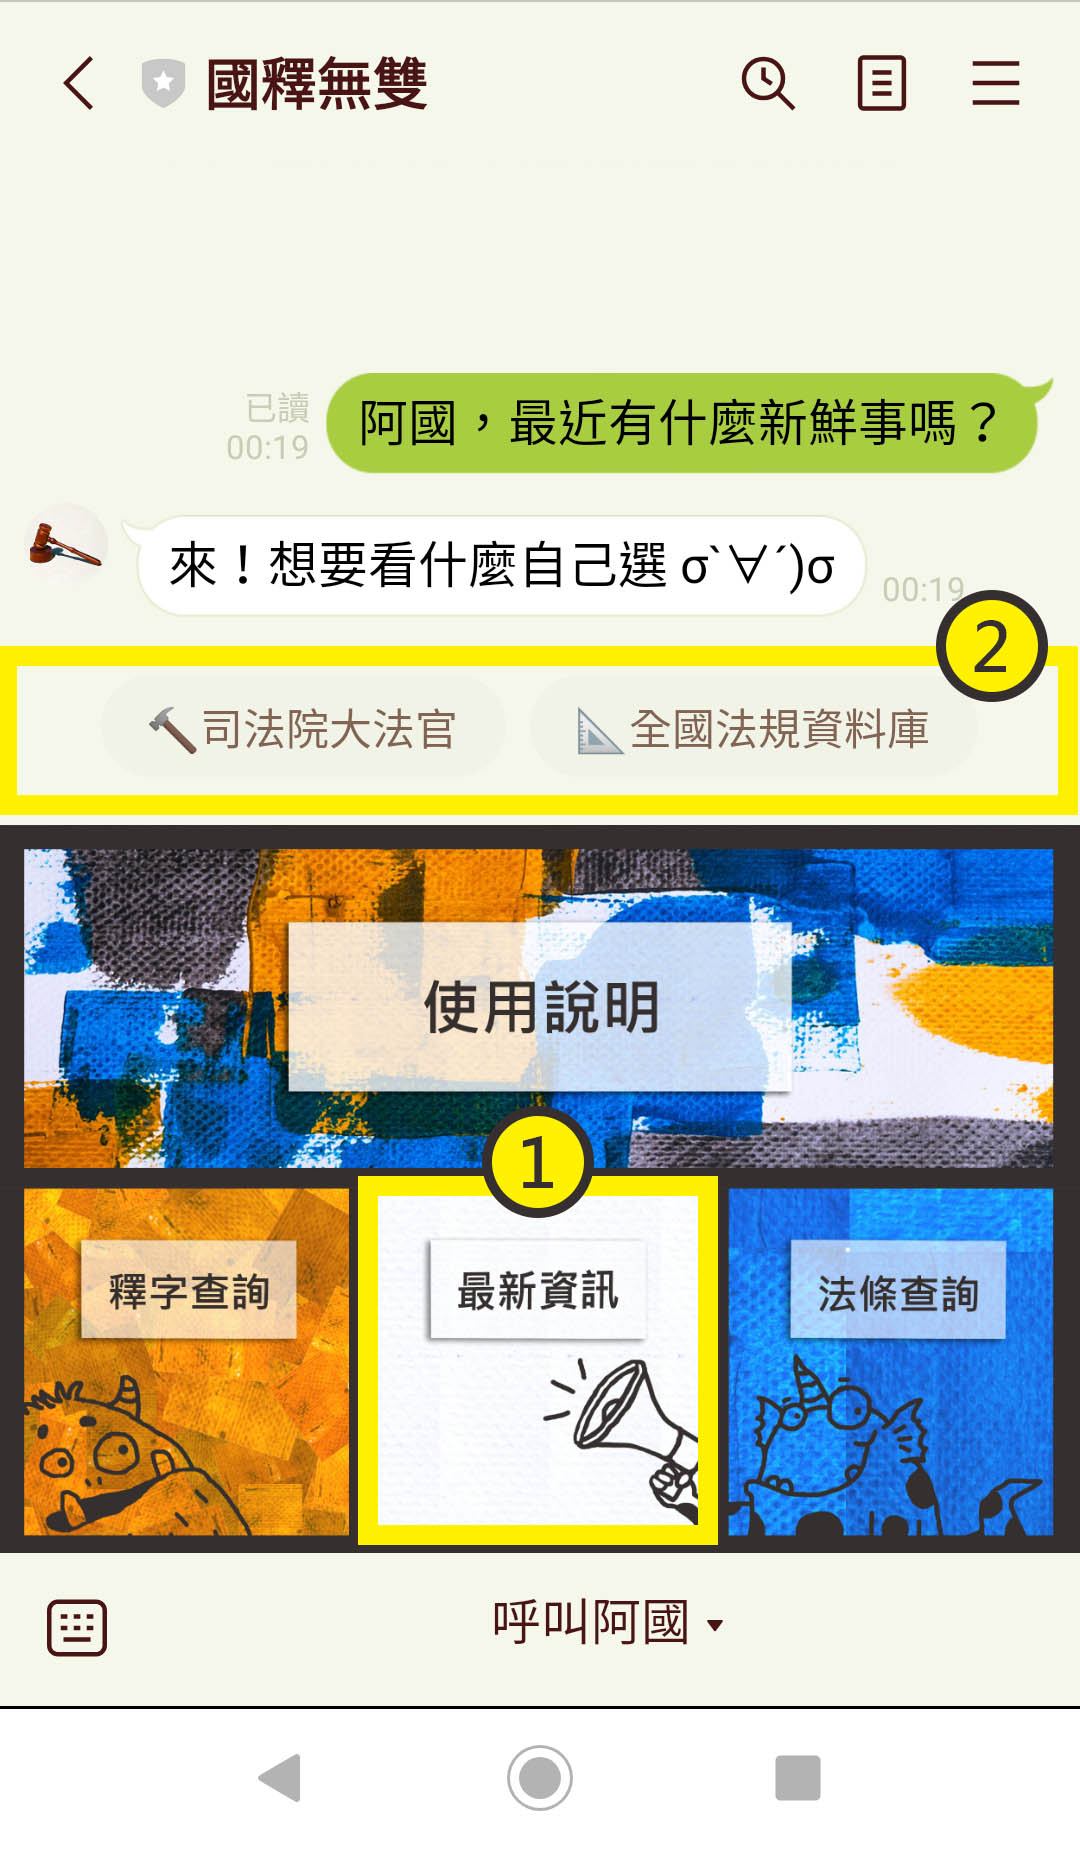 國釋無雙
已讀
00:19
阿國，最近有什麼新鮮事嗎？
來！想要看什麼自己選 σ`∀´)σ
00:19
2
🔨司法院大法官
📐全國法規資料庫
使用說明
1
釋字查詢
最新資訊
法條查詢
呼叫阿國